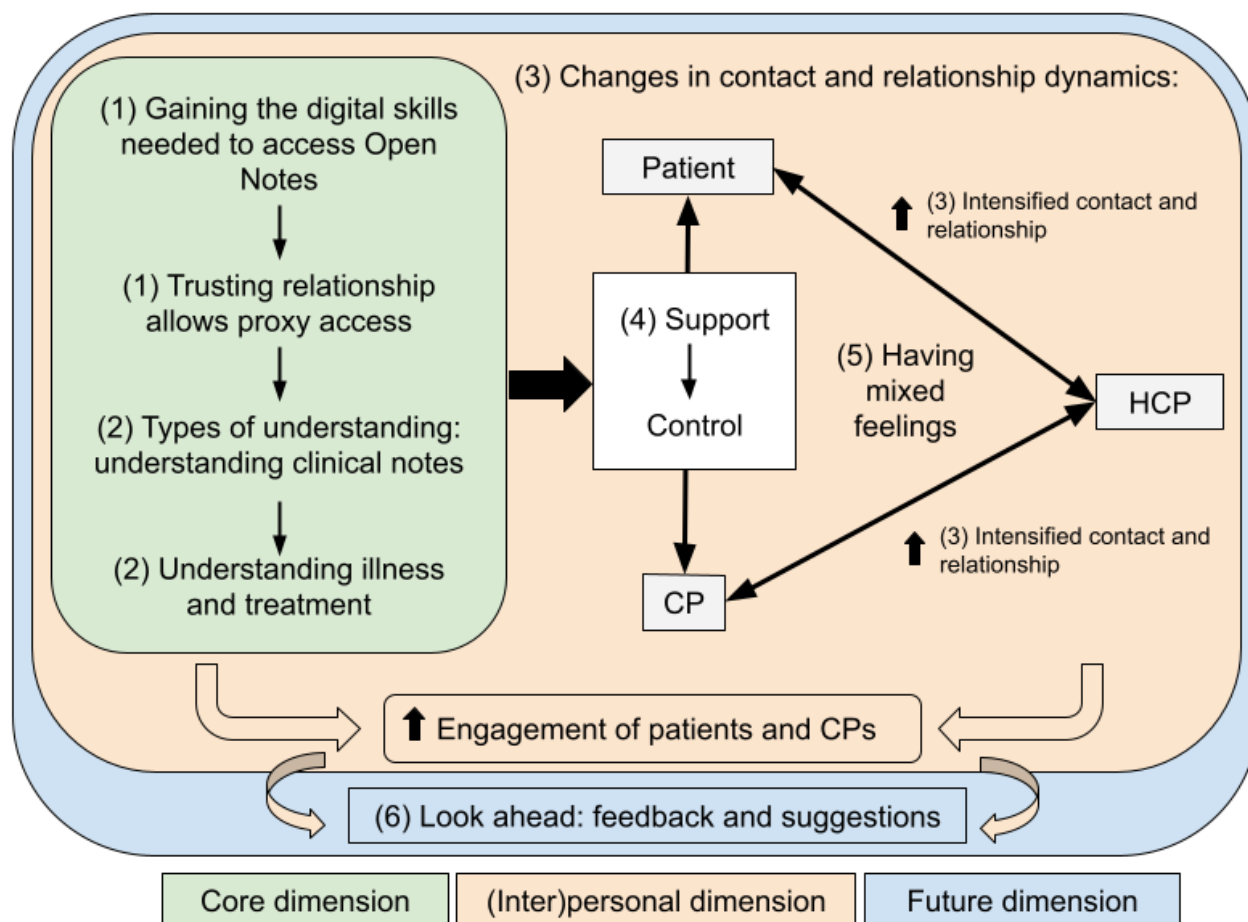 (1) Gaining the digital skills
needed to access Open
Notes
(1) Trusting relationship
allows proxy access
(2) Types of understanding:
understanding clinical notes
(2) Understanding illness
and treatment
(3) Changes in contact and relationship dynamics:
Patient
(3) Intensified contact and
relationship
(4) Support
Control
(5) Having
mixed
feelings
HCP
(3) Intensified contact and
relationship
CP
Engagement of patients and CPs
(6) Look ahead: feedback and suggestions
Core dimension
(Inter)personal dimension
Future dimension